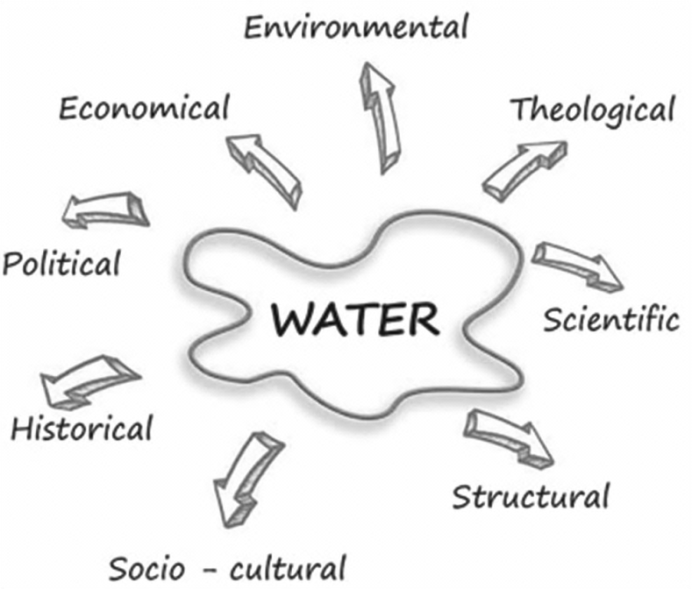 Environmental
Economical
Theological
Political
WATER
Scientific
Historical
Structural
Socio - cultural